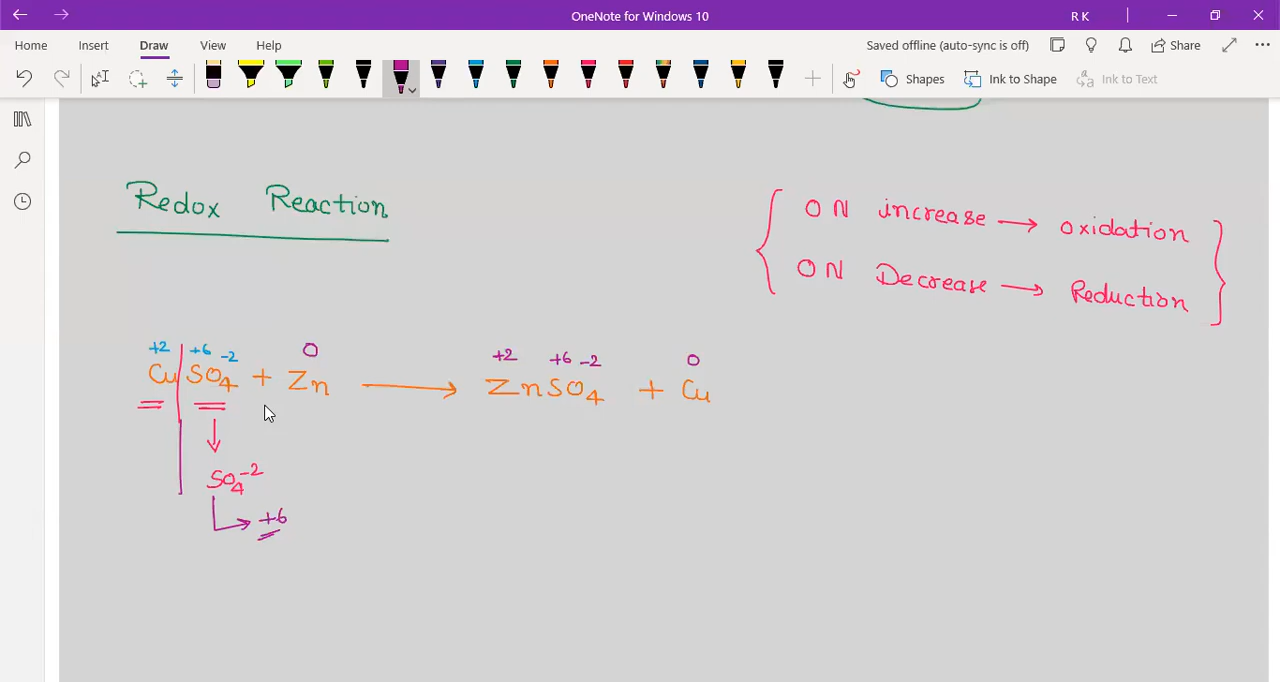 OneNote for Windows 10
R K
Home Insert Draw View Help
Saved offline (auto-sync is off)
Share
Shapes
Ink to Shape
Ink to Text
Redox Reaction
ON increase → oxidation
ON Decrease → Reduction
+2 +6 -2 0 +2 +6 -2 0
CuSO4 + Zn → ZnSO4 + Cu
SO4-2
+6